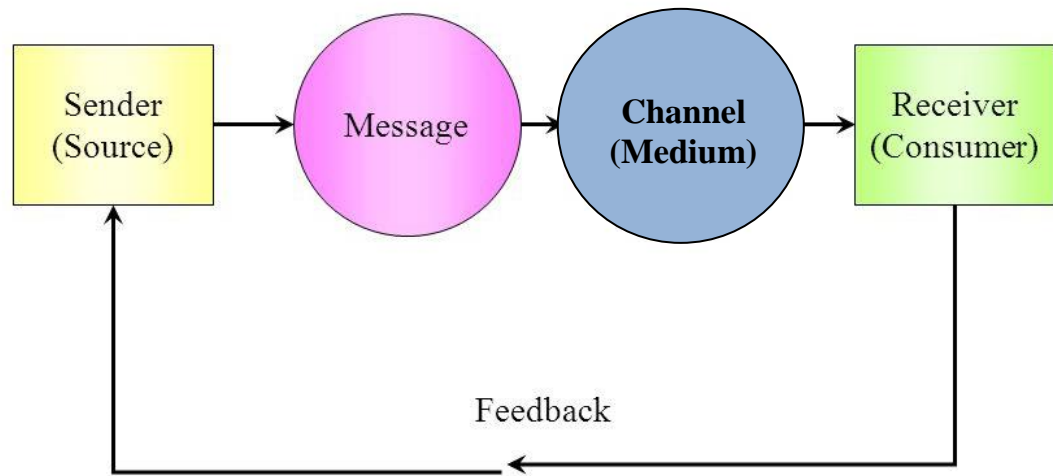 Sender
(Source)
Message
Channel
(Medium)
Receiver
(Consumer)
Feedback